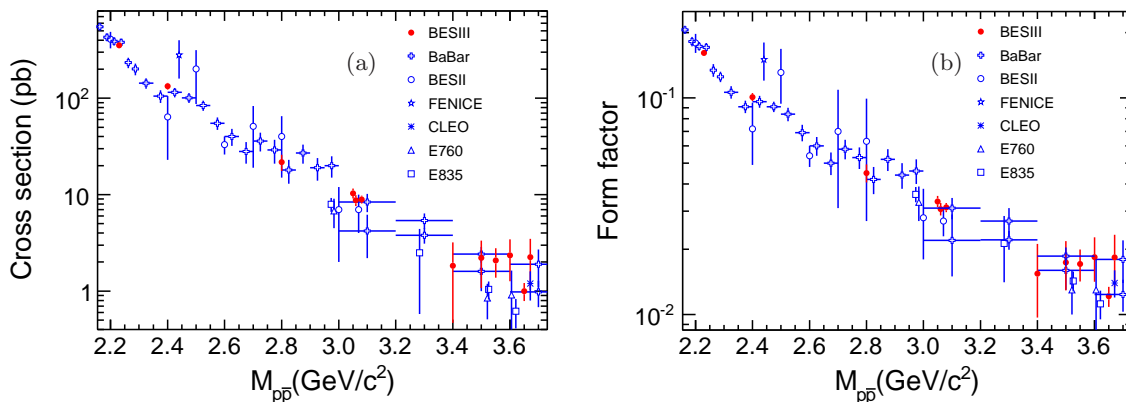 Cross section (pb)
10²
10
1
(a)
BESIII
BaBar
BESII
FENICE
CLEO
E760
E835
2.2 2.4 2.6 2.8 3.0 3.2 3.4 3.6
M_pp̅(GeV/c²)
Form factor
10⁻¹
10⁻²
(b)
BESIII
BaBar
BESII
FENICE
CLEO
E760
E835
2.2 2.4 2.6 2.8 3.0 3.2 3.4 3.6
M_pp̅(GeV/c²)